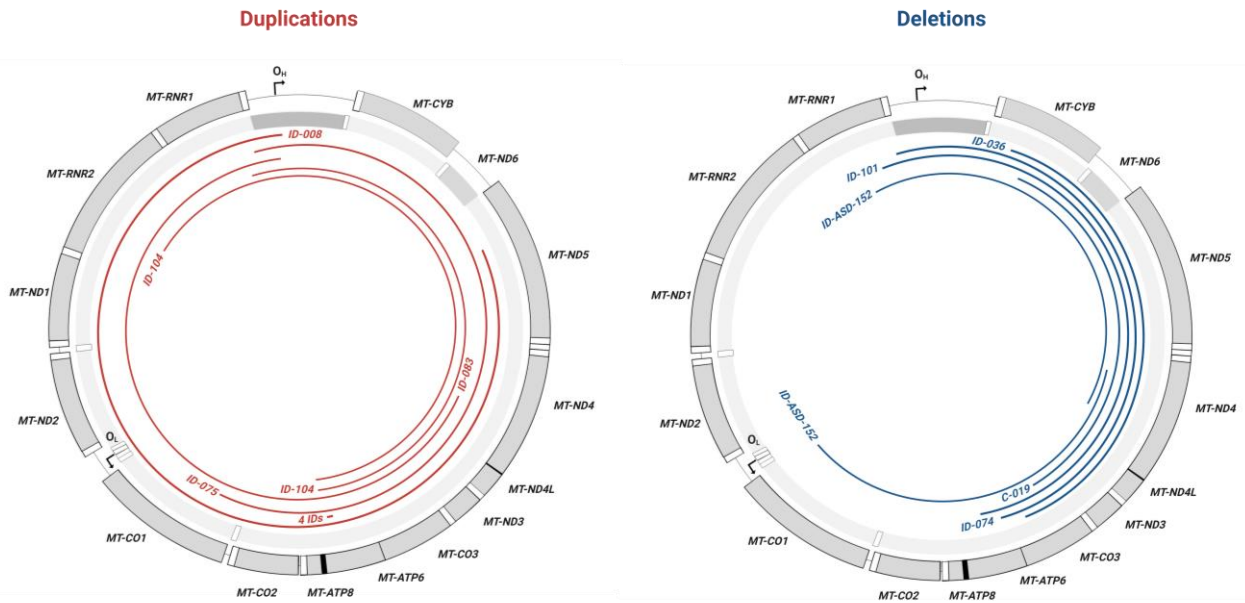 Duplications
Deletions
OH
MT-RNR1
MT-CYB
ID-008
MT-ND6
MT-RNR2
MT-ND5
ID-104
MT-ND1
ID-083
MT-ND2
MT-ND4
OL
ID-075
ID-104
4 IDs
MT-ND4L
MT-ND3
MT-CO1
MT-CO3
MT-ATP6
MT-CO2
MT-ATP8
OH
MT-RNR1
MT-CYB
ID-036
MT-ND6
ID-101
MT-RNR2
ID-ASD-152
MT-ND5
MT-ND1
ID-ASD-152
MT-ND2
MT-ND4
OL
C-019
ID-074
MT-ND4L
MT-ND3
MT-CO1
MT-CO3
MT-ATP6
MT-CO2
MT-ATP8